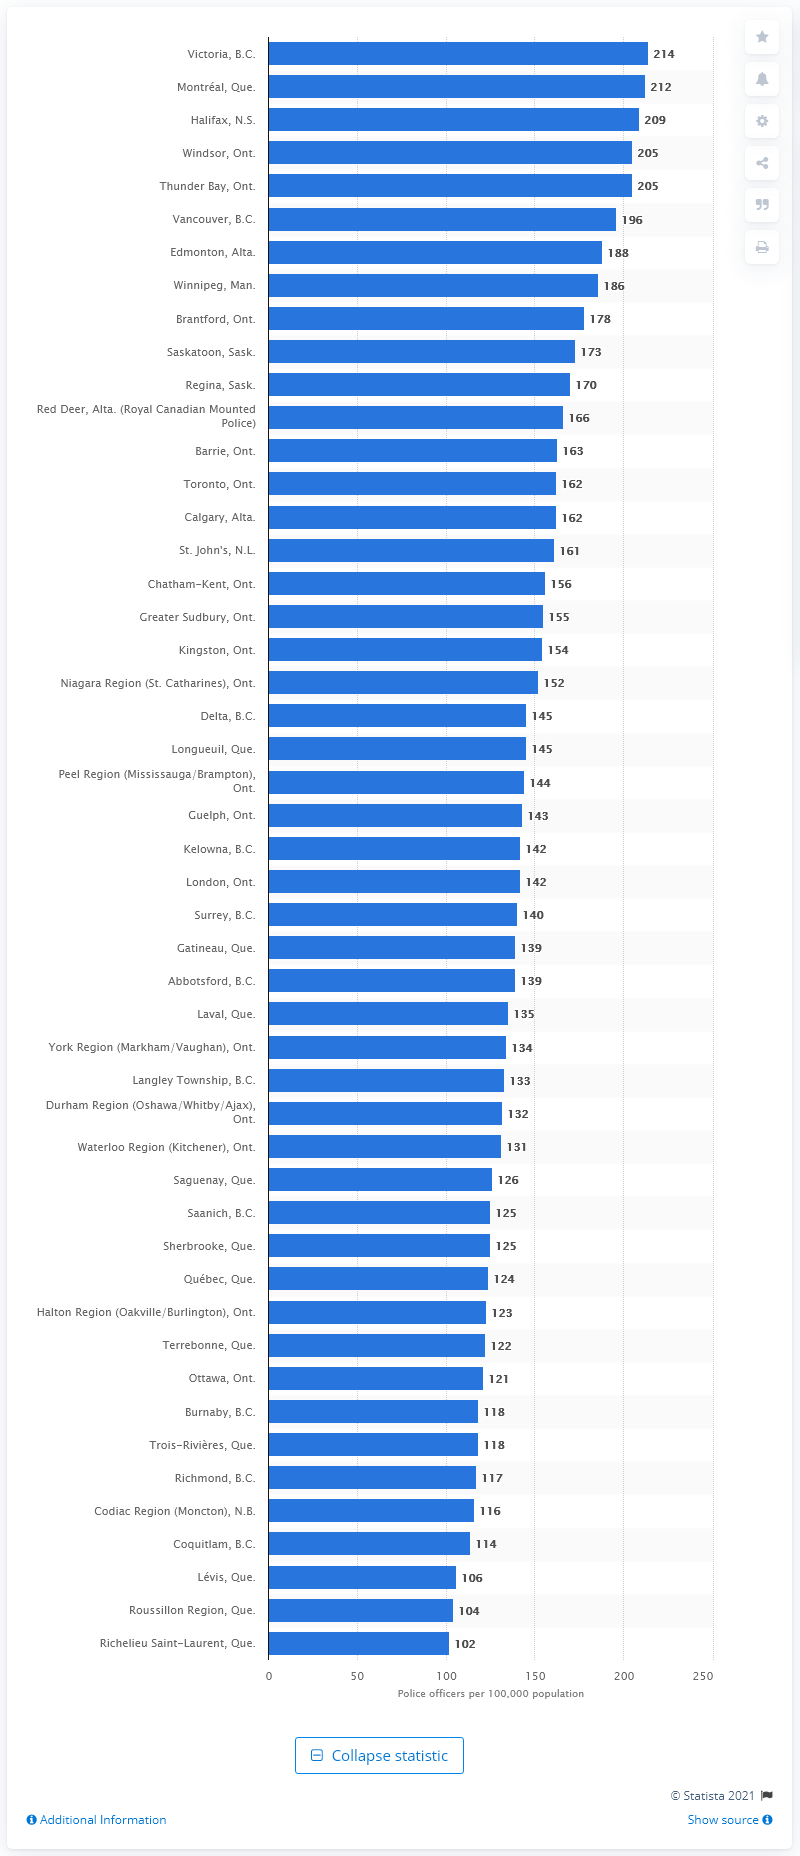 Victoria, B.C. 214
Montréal, Que. 212
Halifax, N.S. 209
Windsor, Ont. 205
Thunder Bay, Ont. 205
Vancouver, B.C. 196
Edmonton, Alta. 188
Winnipeg, Man. 186
Brantford, Ont. 178
Saskatoon, Sask. 173
Regina, Sask. 170
Red Deer, Alta. (Royal Canadian Mounted
Police) 166
Barrie, Ont. 163
Toronto, Ont. 162
Calgary, Alta. 162
St. John's, N.L. 161
Chatham-Kent, Ont. 156
Greater Sudbury, Ont. 155
Kingston, Ont. 154
Niagara Region (St. Catharines), Ont. 152
Delta, B.C. 145
Longueuil, Que. 145
Peel Region (Mississauga/Brampton),
Ont. 144
Guelph, Ont. 143
Kelowna, B.C. 142
London, Ont. 142
Surrey, B.C. 140
Gatineau, Que. 139
Abbotsford, B.C. 139
Laval, Que. 135
York Region (Markham/Vaughan), Ont. 134
Langley Township, B.C. 133
Durham Region (Oshawa/Whitby/Ajax),
Ont. 132
Waterloo Region (Kitchener), Ont. 131
Saguenay, Que. 126
Saanich, B.C. 125
Sherbrooke, Que. 125
Québec, Que. 124
Halton Region (Oakville/Burlington), Ont. 123
Terrebonne, Que. 122
Ottawa, Ont. 121
Burnaby, B.C. 118
Trois-Rivières, Que. 118
Richmond, B.C. 117
Codiac Region (Moncton), N.B. 116
Coquitlam, B.C. 114
Lévis, Que. 106
Roussillon Region, Que. 104
Richelieu Saint-Laurent, Que. 102
0 50 100 150 200 250
Police officers per 100,000 population
Collapse statistic
© Statista 2021
Additional Information Show source